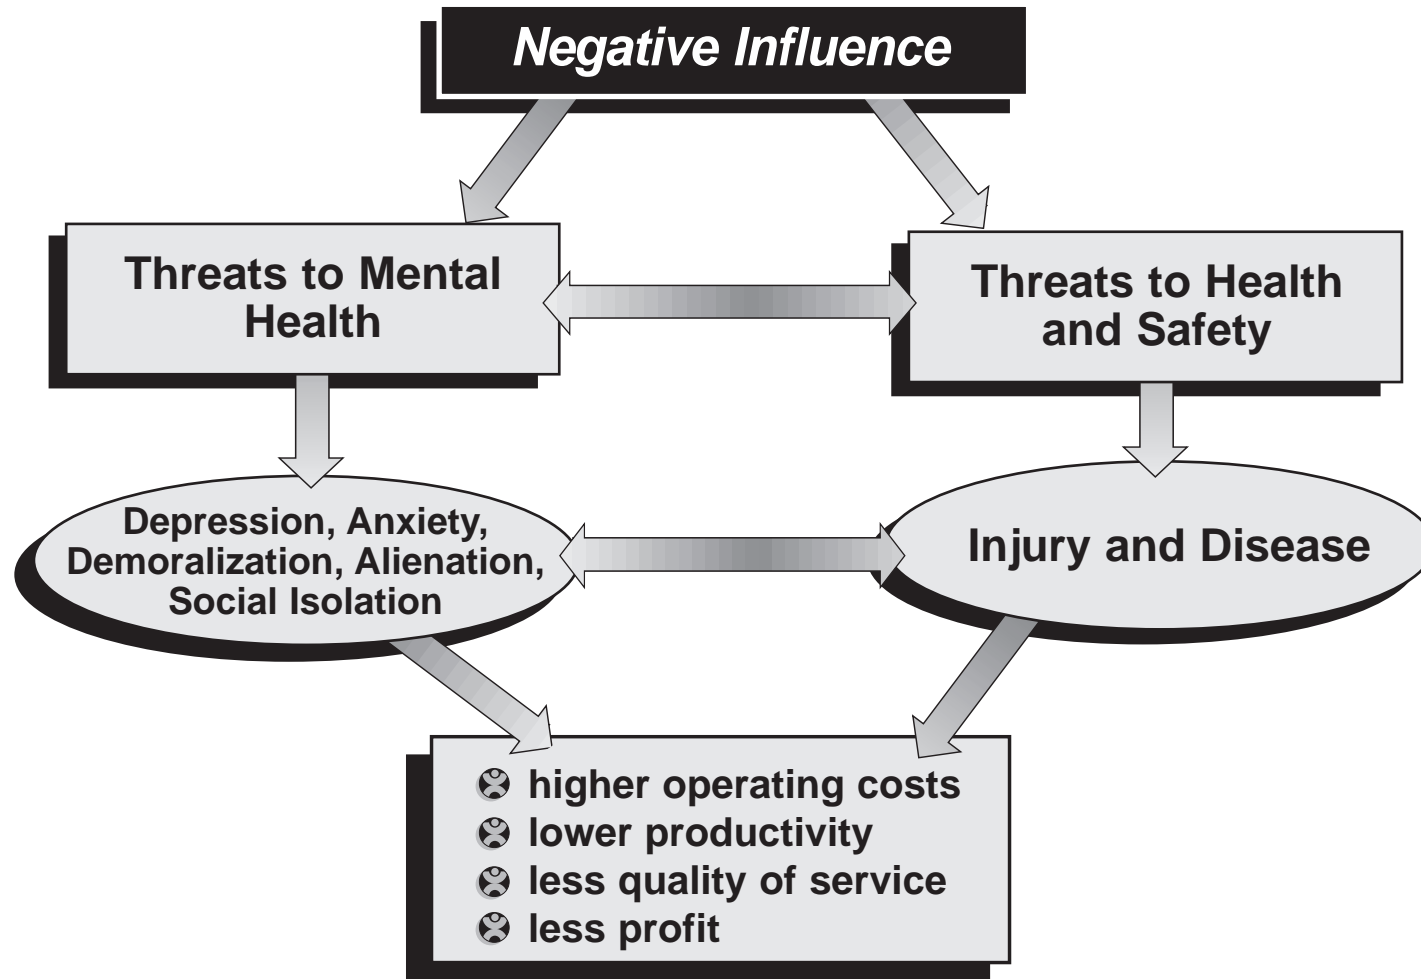 Negative Influence
Threats to Mental
Health
Threats to Health
and Safety
Depression, Anxiety,
Demoralization, Alienation,
Social Isolation
Injury and Disease
higher operating costs
lower productivity
less quality of service
less profit